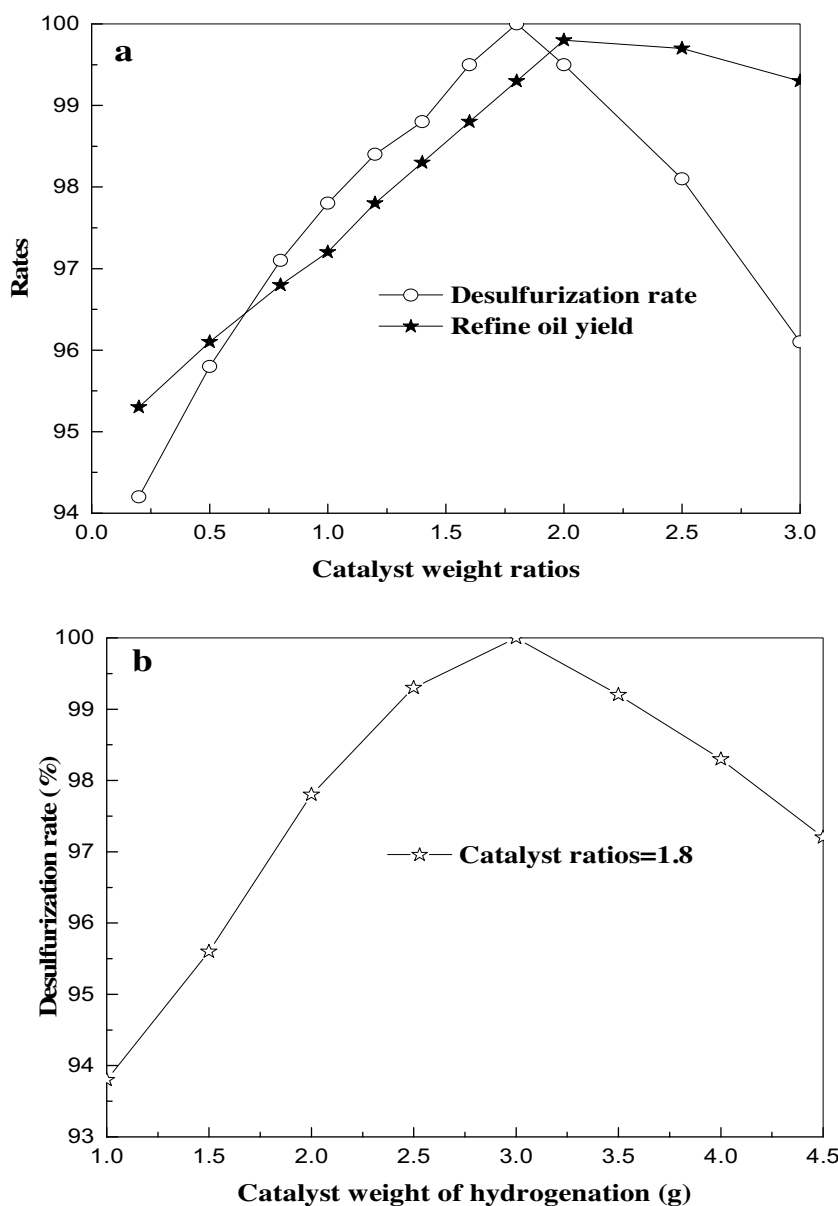 a
100
99
98
97
96
95
94
Rates
Desulfurization rate
Refine oil yield
0.0 0.5 1.0 1.5 2.0 2.5 3.0
Catalyst weight ratios
b
100
99
98
97
96
95
94
93
Desulfurization rate (%)
Catalyst ratios=1.8
1.0 1.5 2.0 2.5 3.0 3.5 4.0 4.5
Catalyst weight of hydrogenation (g)